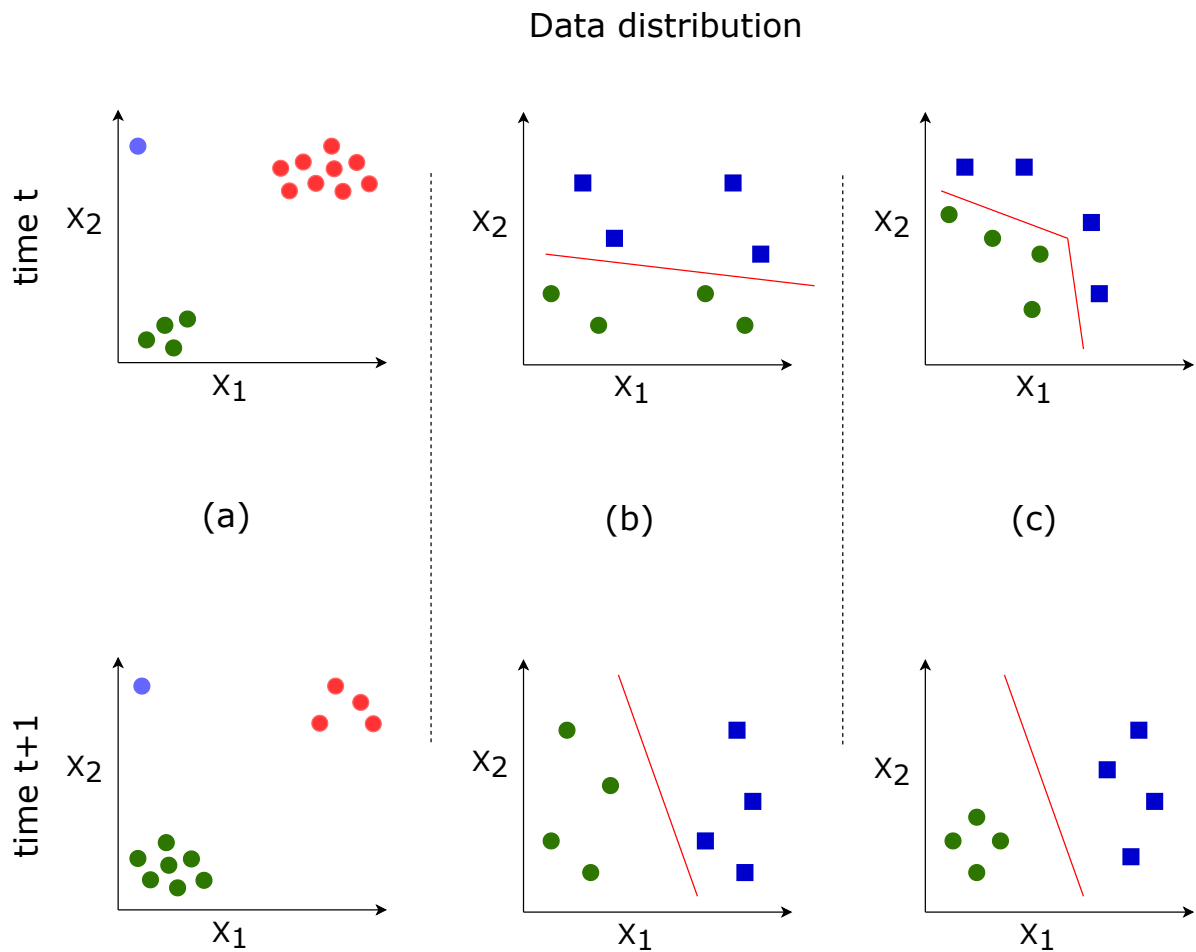 Data distribution
time t
X2
X1
X2
X1
X2
X1
(a)
(b)
(c)
time t+1
X2
X1
X2
X1
X2
X1